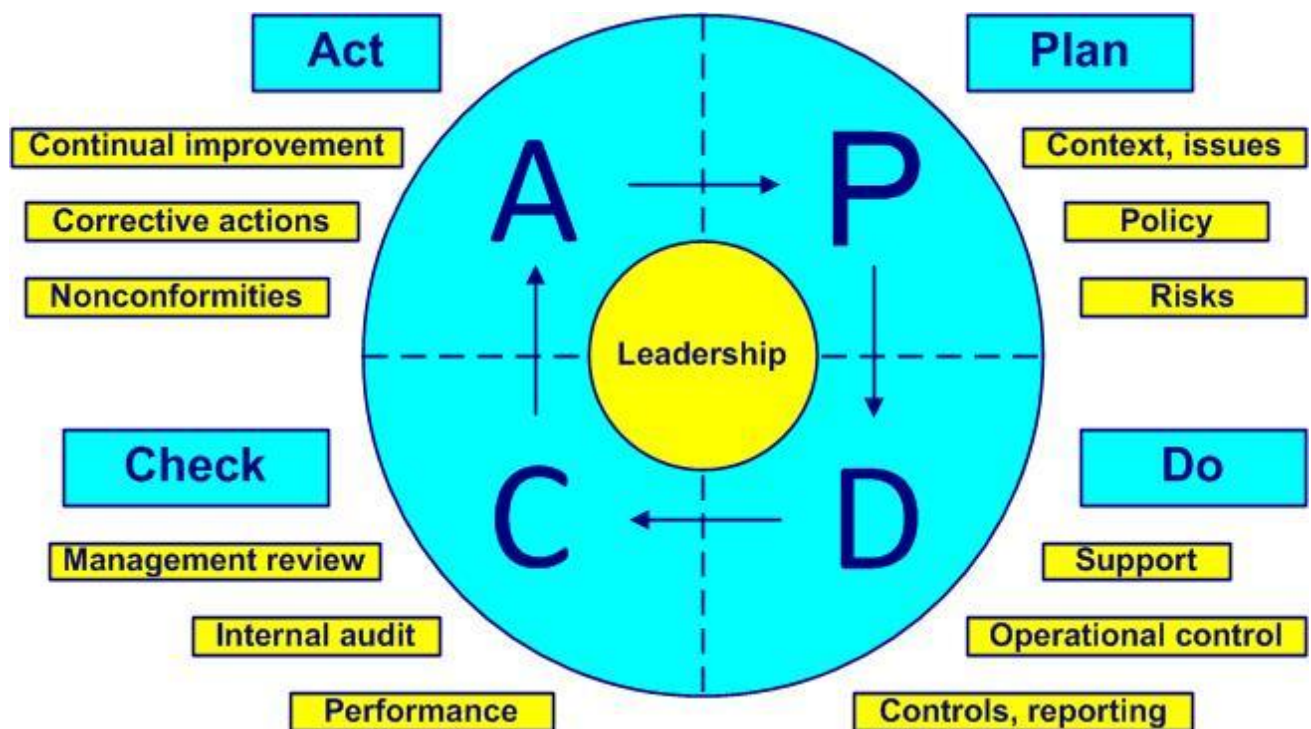 Act
Plan
Continual improvement
Corrective actions
Nonconformities
A
P
Context, issues
Policy
Risks
Leadership
Check
Do
C
D
Management review
Internal audit
Performance
Support
Operational control
Controls, reporting